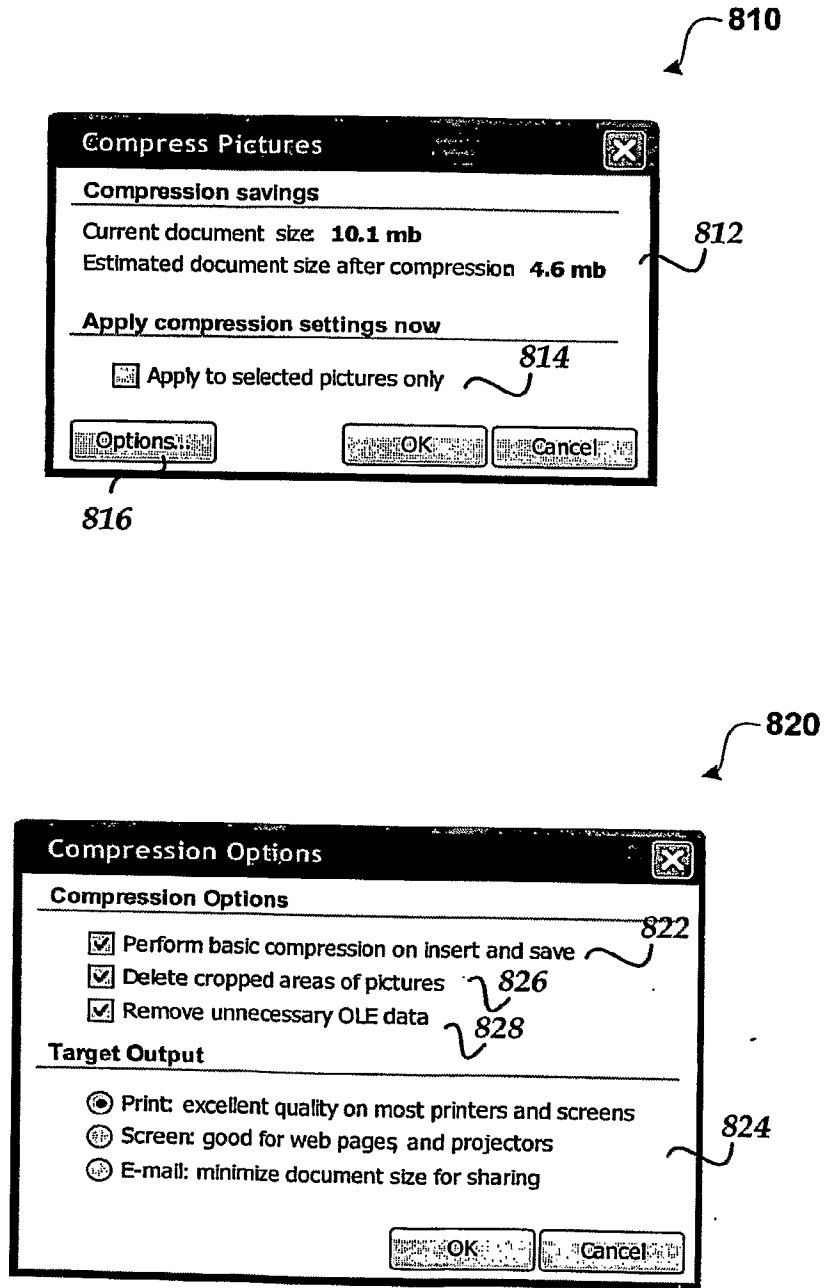 810
Compress Pictures
Compression savings
Current document size: 10.1 mb
812
Estimated document size after compression 4.6 mb
Apply compression settings now
814
Apply to selected pictures only
Options...
OK
Cancel
816
820
Compression Options
Compression Options
822
Perform basic compression on insert and save
Delete cropped areas of pictures
826
Remove unnecessary OLE data
828
Target Output
Print: excellent quality on most printers and screens
824
Screen: good for web pages, and projectors
E-mail: minimize document size for sharing
OK
Cancel